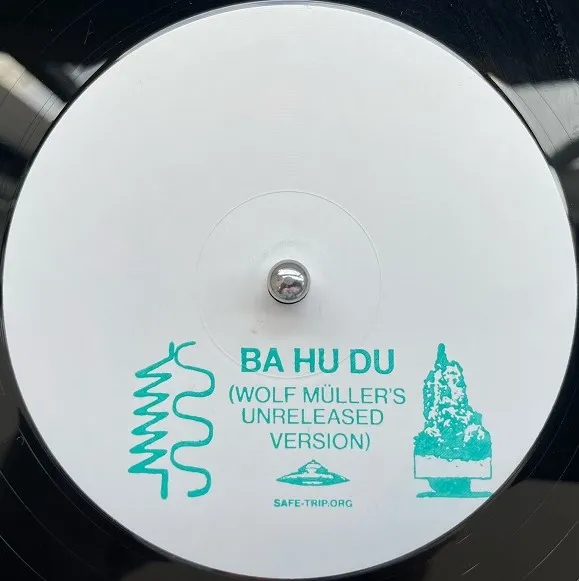 BA HU DU
(WOLF MÜLLER'S
UNRELEASED
VERSION)
SAFE-TRIP.ORG